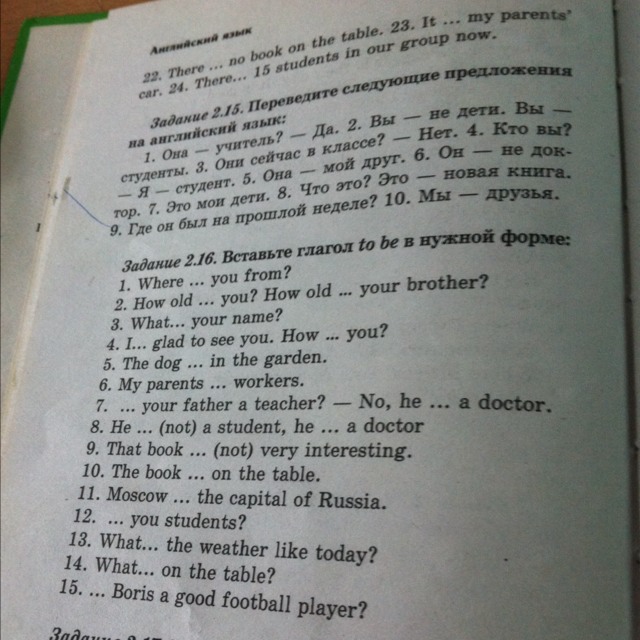 Английский язык
22. There ... no book on the table. 23. It ... my parents'
car. 24. There... 15 students in our group now.
Задание 2.15. Переведите следующие предложения
на английский язык:
1. Она — учитель? — Да. 2. Вы — не дети. Вы —
студенты. 3. Они сейчас в классе? — Нет. 4. Кто вы?
— Я — студент. 5. Она — мой друг. 6. Он — не док-
тор. 7. Это мои дети. 8. Что это? Это — новая книга.
9. Где он был на прошлой неделе? 10. Мы — друзья.
Задание 2.16. Вставьте глагол to be в нужной форме:
1. Where ... you from?
2. How old ... you? How old ... your brother?
3. What... your name?
4. I... glad to see you. How ... you?
5. The dog ... in the garden.
6. My parents ... workers.
7. ... your father a teacher? — No, he ... a doctor.
8. He ... (not) a student, he ... a doctor
9. That book ... (not) very interesting.
10. The book ... on the table.
11. Moscow ... the capital of Russia.
12. ... you students?
13. What... the weather like today?
14. What... on the table?
15. ... Boris a good football player?
Задание 2.17